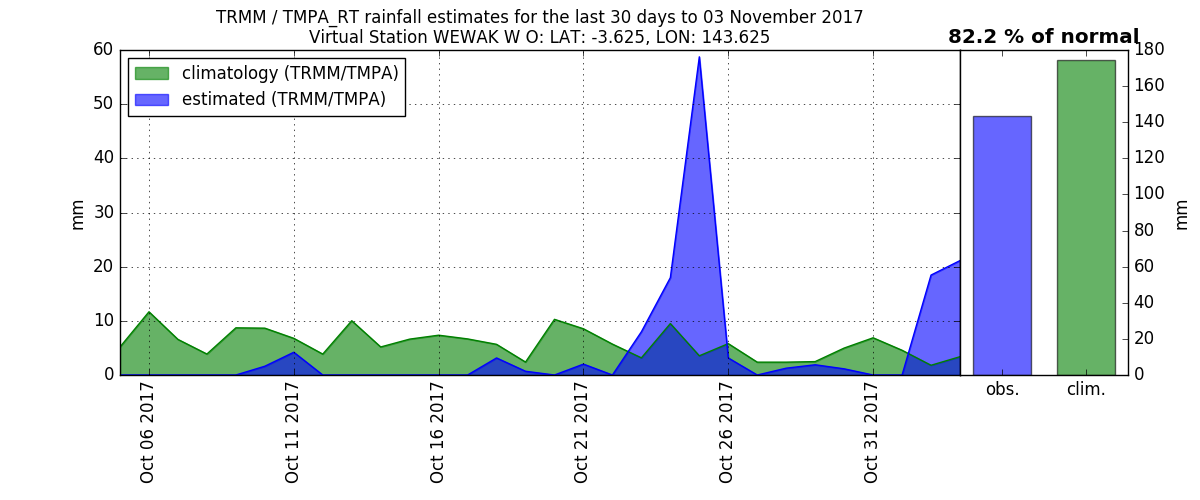 TRMM / TMPA_RT rainfall estimates for the last 30 days to 03 November 2017
Virtual Station WEWAK W O: LAT: -3.625, LON: 143.625
82.2 % of normal
climatology (TRMM/TMPA)
estimated (TRMM/TMPA)
60
50
40
30
20
10
0
mm
Oct 06 2017
Oct 11 2017
Oct 16 2017
Oct 21 2017
Oct 26 2017
Oct 31 2017
180
160
140
120
100
80
60
40
20
0
mm
obs.
clim.